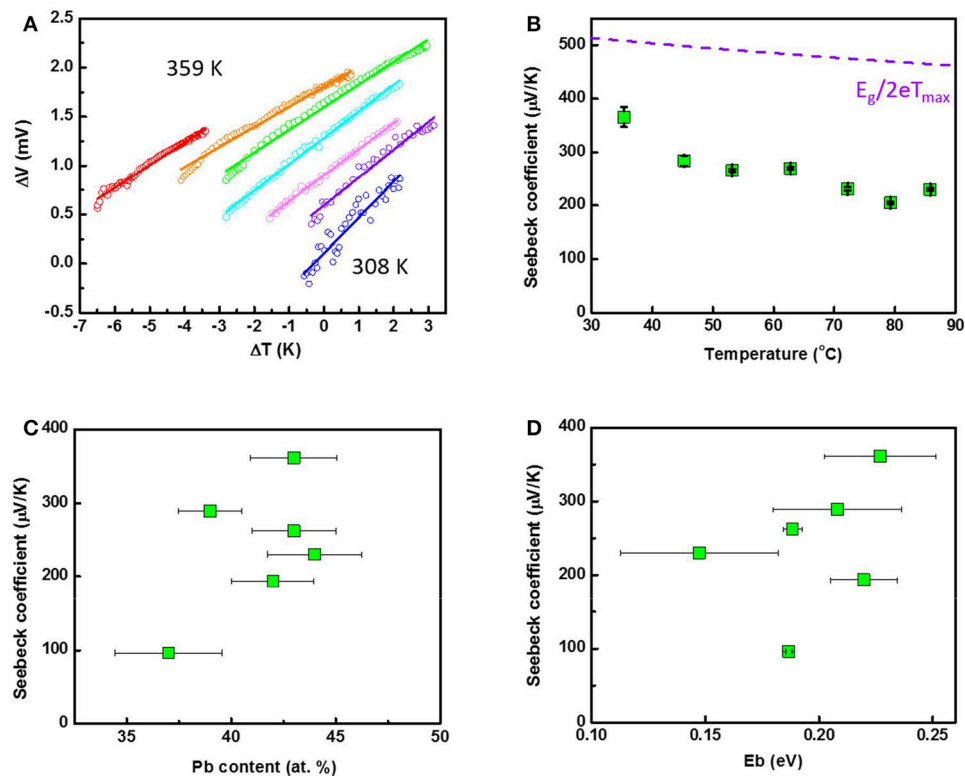 A
2.5
2.0
1.5
1.0
0.5
0.0
-0.5
359 K
308 K
-7 -6 -5 -4 -3 -2 -1 0 1 2 3
ΔV (mV)
ΔT (K)
B
500
400
300
200
100
0
E_g/2eT_max
30 40 50 60 70 80 90
Seebeck coefficient (μV/K)
Temperature (°C)
C
400
300
200
100
0
35 40 45 50
Seebeck coefficient (μV/K)
Pb content (at. %)
D
400
300
200
100
0
0.10 0.15 0.20 0.25
Seebeck coefficient (μV/K)
Eb (eV)